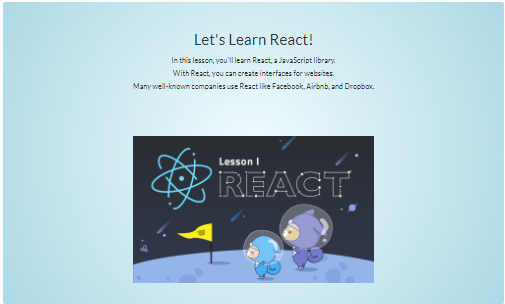 Let's Learn React!
In this lesson, you'll learn React, a JavaScript library.
With React, you can create interfaces for websites.
Many well-known companies use React like Facebook, Airbnb, and Dropbox.
Lesson I
REACT